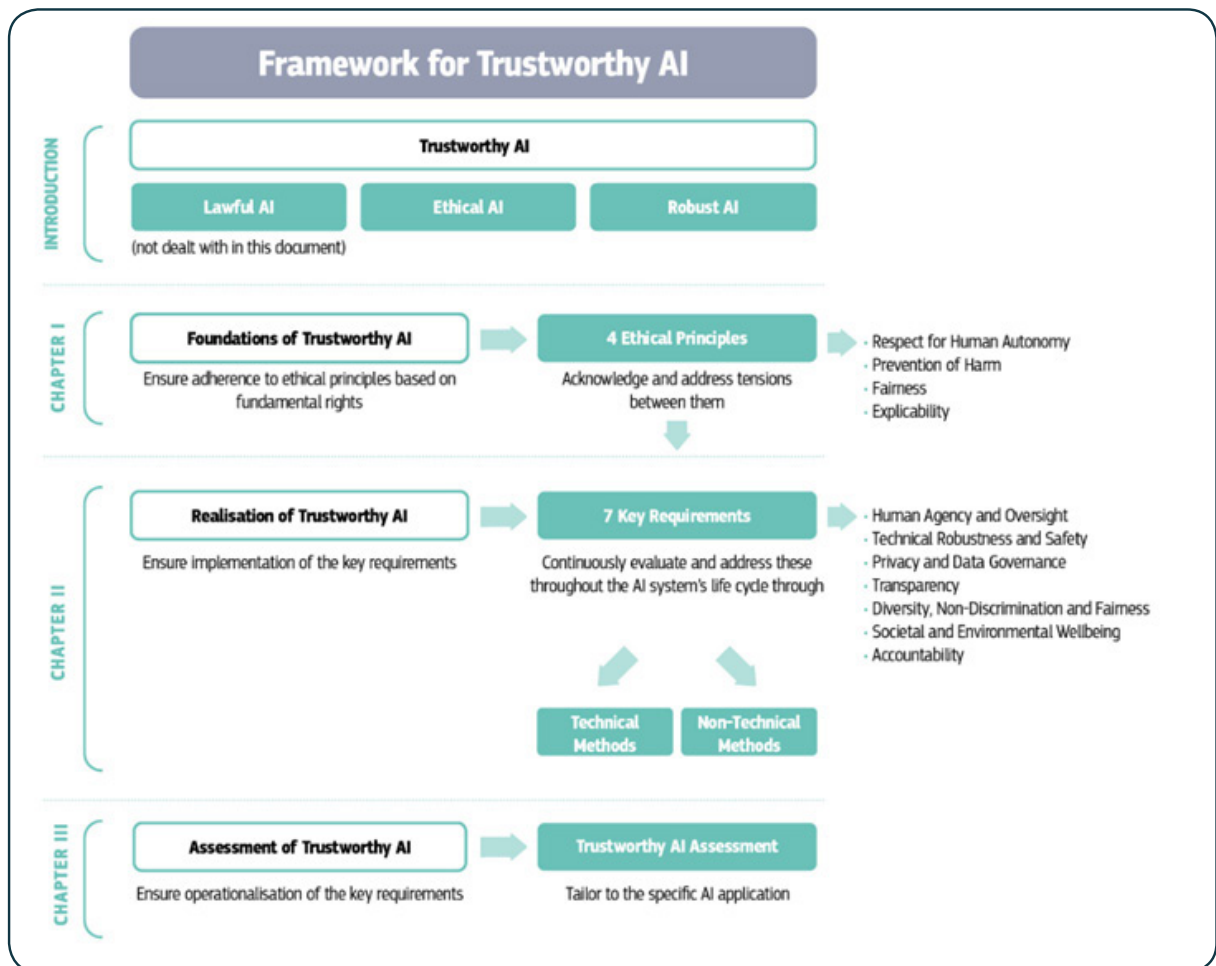 Framework for Trustworthy AI
INTRODUCTION
Trustworthy AI
Lawful AI
Ethical AI
Robust AI
(not dealt with in this document)
CHAPTER I
Foundations of Trustworthy AI
Ensure adherence to ethical principles based on
fundamental rights
4 Ethical Principles
Acknowledge and address tensions
between them
· Respect for Human Autonomy
· Prevention of Harm
· Fairness
· Explicability
CHAPTER II
Realisation of Trustworthy AI
Ensure implementation of the key requirements
7 Key Requirements
Continuously evaluate and address these
throughout the AI system's life cycle through
· Human Agency and Oversight
· Technical Robustness and Safety
· Privacy and Data Governance
· Transparency
· Diversity, Non-Discrimination and Fairness
· Societal and Environmental Wellbeing
· Accountability
Technical
Methods
Non-Technical
Methods
CHAPTER III
Assessment of Trustworthy AI
Ensure operationalisation of the key requirements
Trustworthy AI Assessment
Tailor to the specific AI application